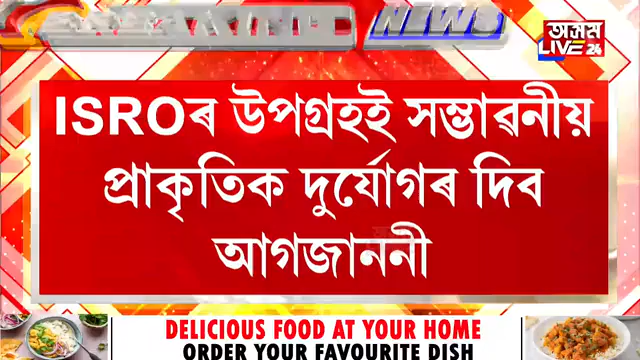 NEWS
অসম
LIVE 24
ISROৰ উপগ্ৰহই সম্ভাৱনীয়
প্ৰাকৃতিক দুৰ্যোগৰ দিব
আগজাননী
DELICIOUS FOOD AT YOUR HOME
ORDER YOUR FAVOURITE DISH